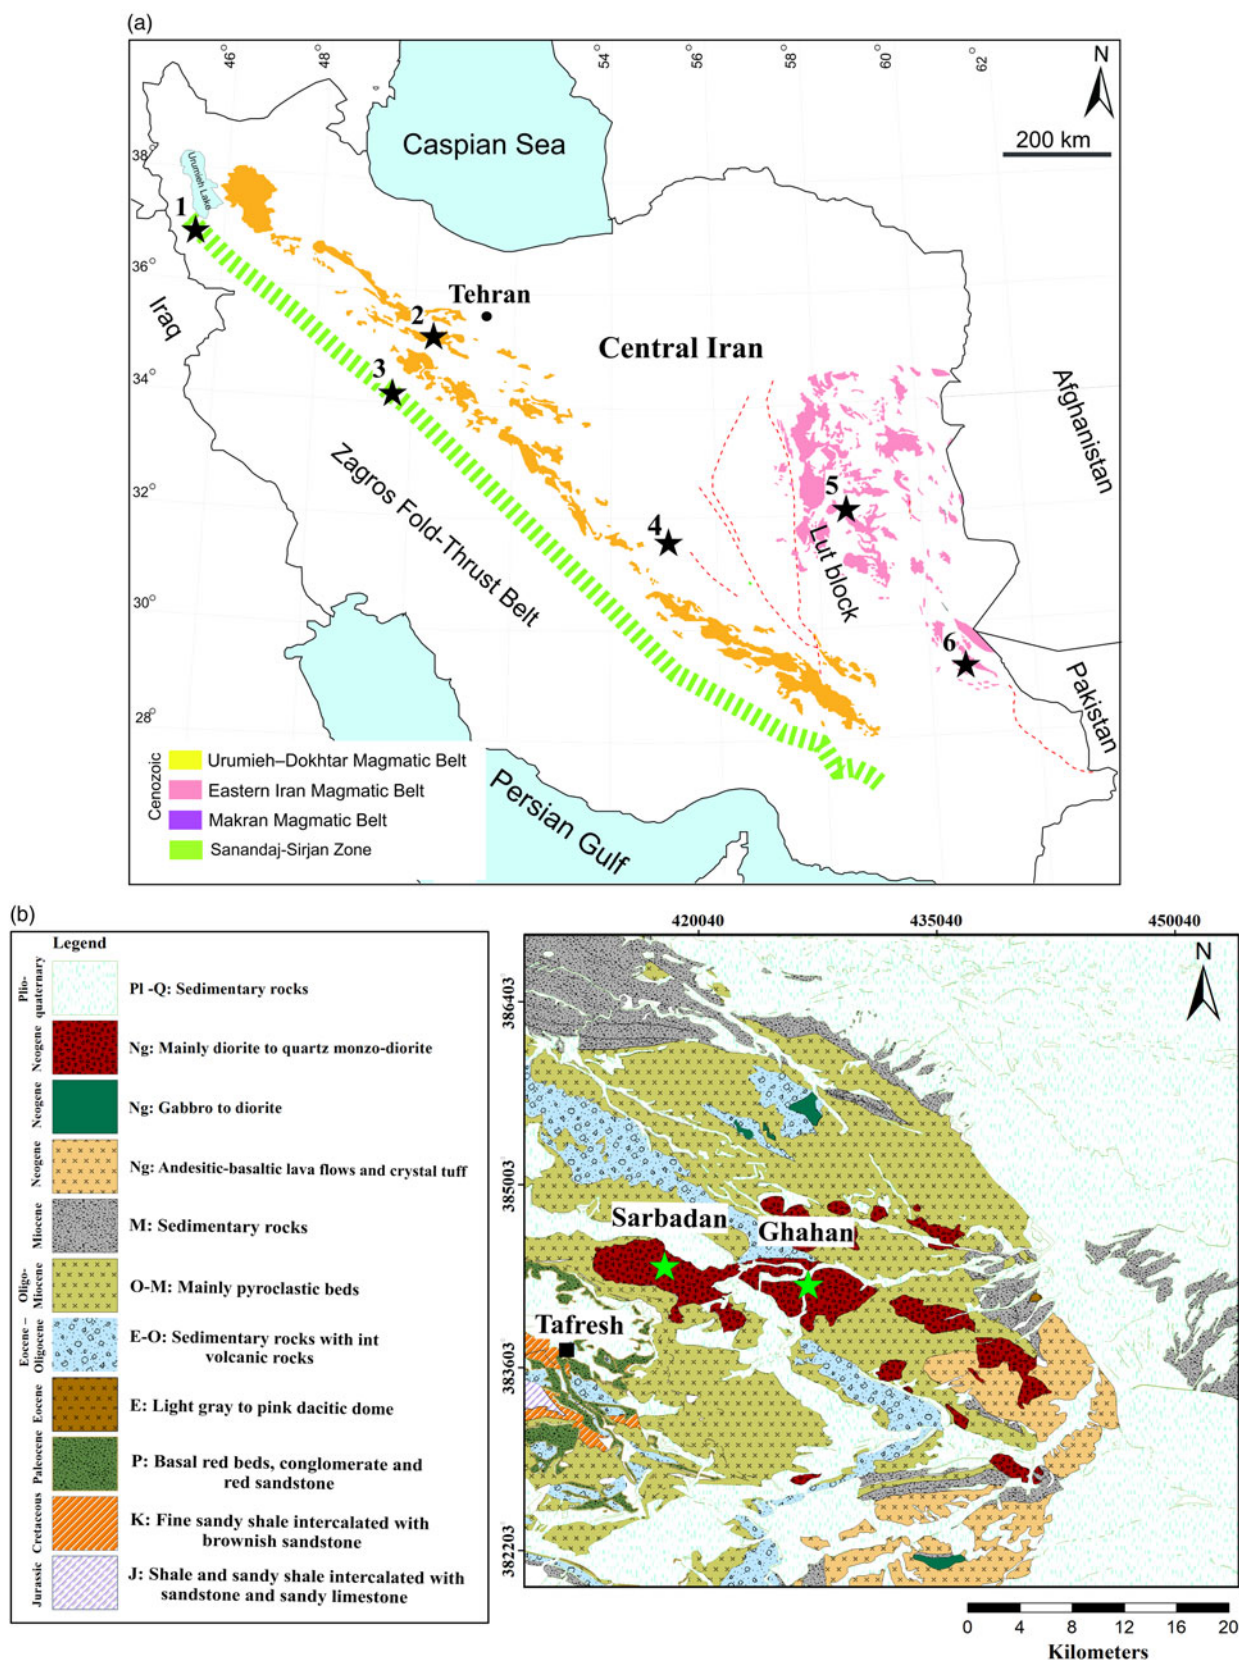 (a)
46°
48°
54°
56°
58°
60°
62°
N
200 km
Caspian Sea
38°
Urumieh Lake
1
36°
Iraq
2
Tehran
3
34°
Central Iran
Afghanistan
Zagros Fold-Thrust Belt
32°
5
4
Lut block
30°
6
28°
Pakistan
Persian Gulf
Cenozoic
Urumieh–Dokhtar Magmatic Belt
Eastern Iran Magmatic Belt
Makran Magmatic Belt
Sanandaj-Sirjan Zone
(b)
Legend
Plio-
quaternary
Pl -Q: Sedimentary rocks
Neogene
Ng: Mainly diorite to quartz monzo-diorite
Neogene
Ng: Gabbro to diorite
Neogene
Ng: Andesitic-basaltic lava flows and crystal tuff
Miocene
M: Sedimentary rocks
Oligo-
Miocene
O-M: Mainly pyroclastic beds
Eocene –
Oligocene
E-O: Sedimentary rocks with int
volcanic rocks
Eocene
E: Light gray to pink dacitic dome
Paleocene
P: Basal red beds, conglomerate and
red sandstone
Cretaceous
K: Fine sandy shale intercalated with
brownish sandstone
Jurassic
J: Shale and sandy shale intercalated with
sandstone and sandy limestone
420040
435040
450040
N
386403
385003
383603
382203
Sarbadan
Ghahan
Tafresh
0 4 8 12 16 20
Kilometers